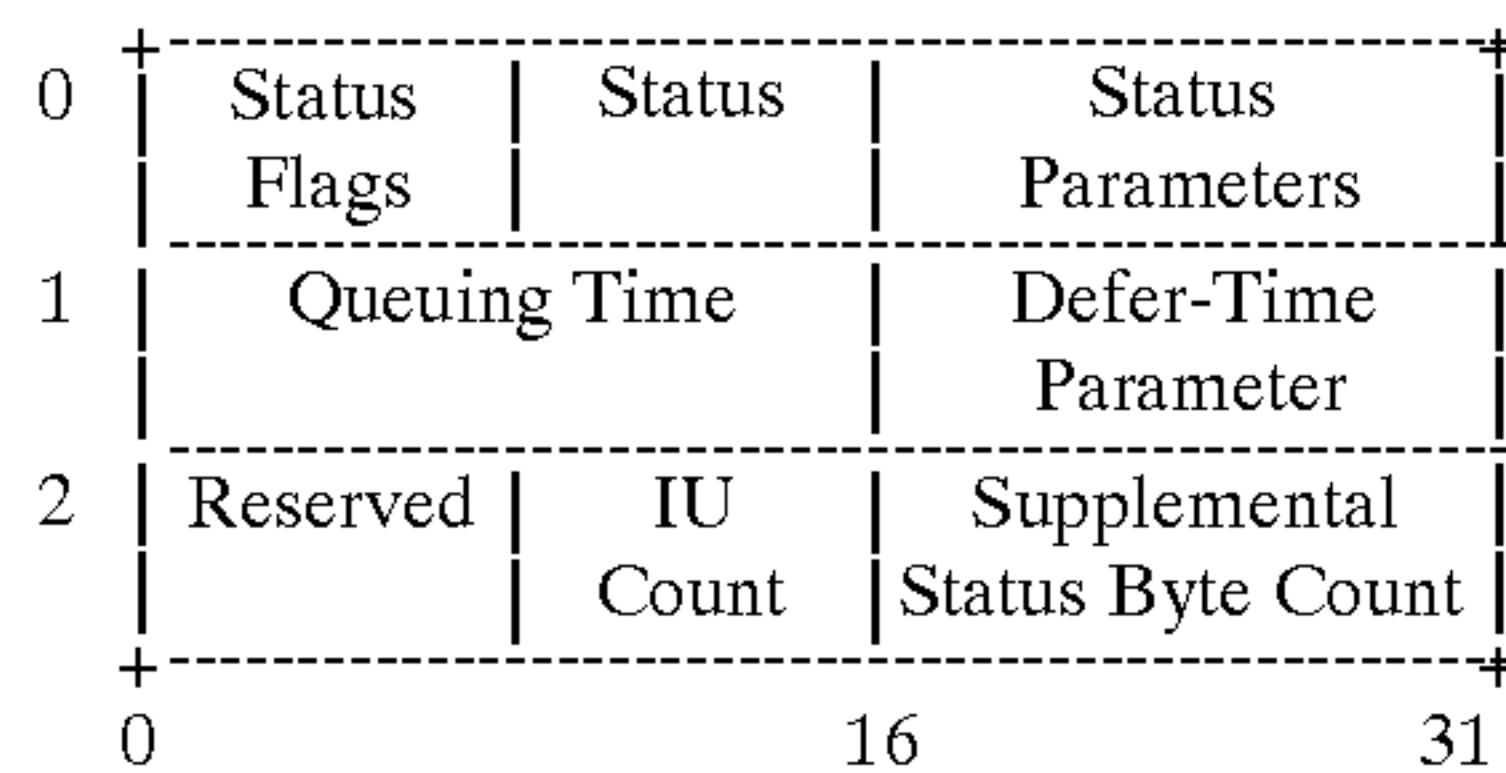 0 Status Status Status
Flags Parameters
1 Queuing Time Defer-Time
Parameter
2 Reserved IU Supplemental
Count Status Byte Count
0 16 31